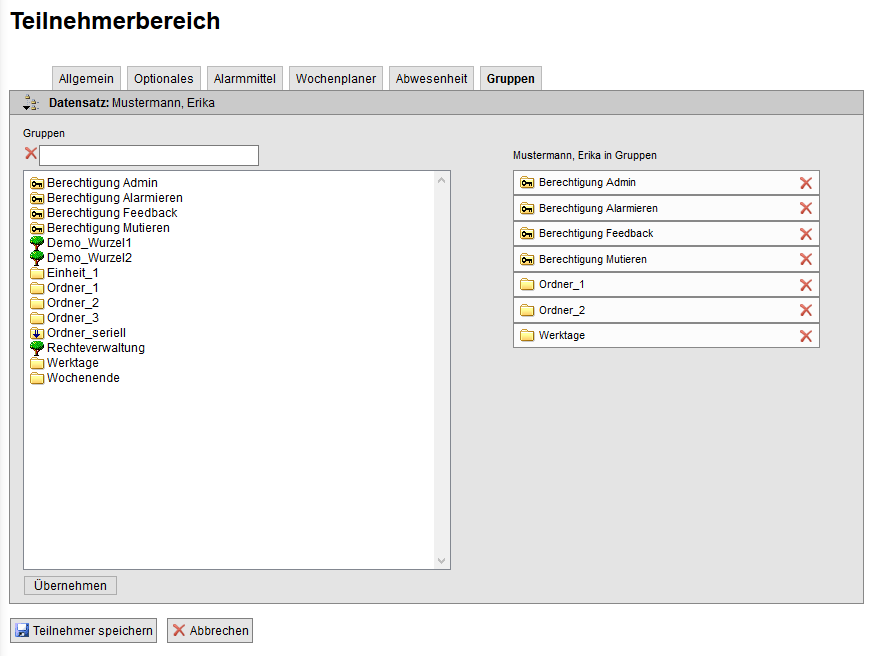 Teilnehmerbereich
Allgemein Optionales Alarmmittel Wochenplaner Abwesenheit Gruppen
Datensatz: Mustermann, Erika
Gruppen
Berechtigung Admin
Berechtigung Alarmieren
Berechtigung Feedback
Berechtigung Mutieren
Demo_Wurzel1
Demo_Wurzel2
Einheit_1
Ordner_1
Ordner_2
Ordner_3
Ordner_seriell
Rechteverwaltung
Werktage
Wochenende
Übernehmen
Mustermann, Erika in Gruppen
Berechtigung Admin
Berechtigung Alarmieren
Berechtigung Feedback
Berechtigung Mutieren
Ordner_1
Ordner_2
Werktage
Teilnehmer speichern Abbrechen